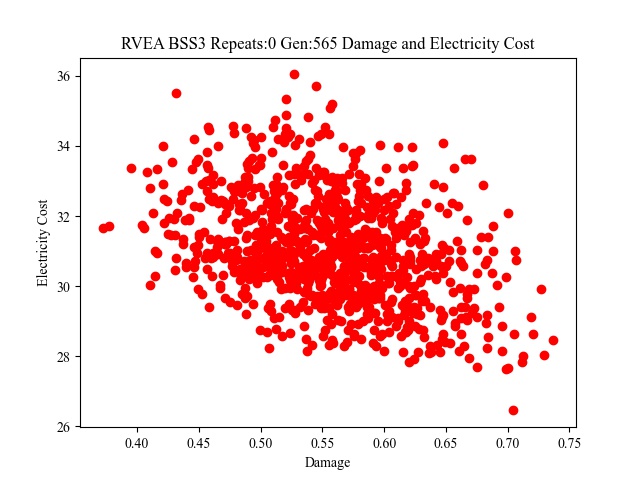 RVEA BSS3 Repeats:0 Gen:565 Damage and Electricity Cost
36
34
32
30
28
26
Electricity Cost
0.40 0.45 0.50 0.55 0.60 0.65 0.70 0.75
Damage